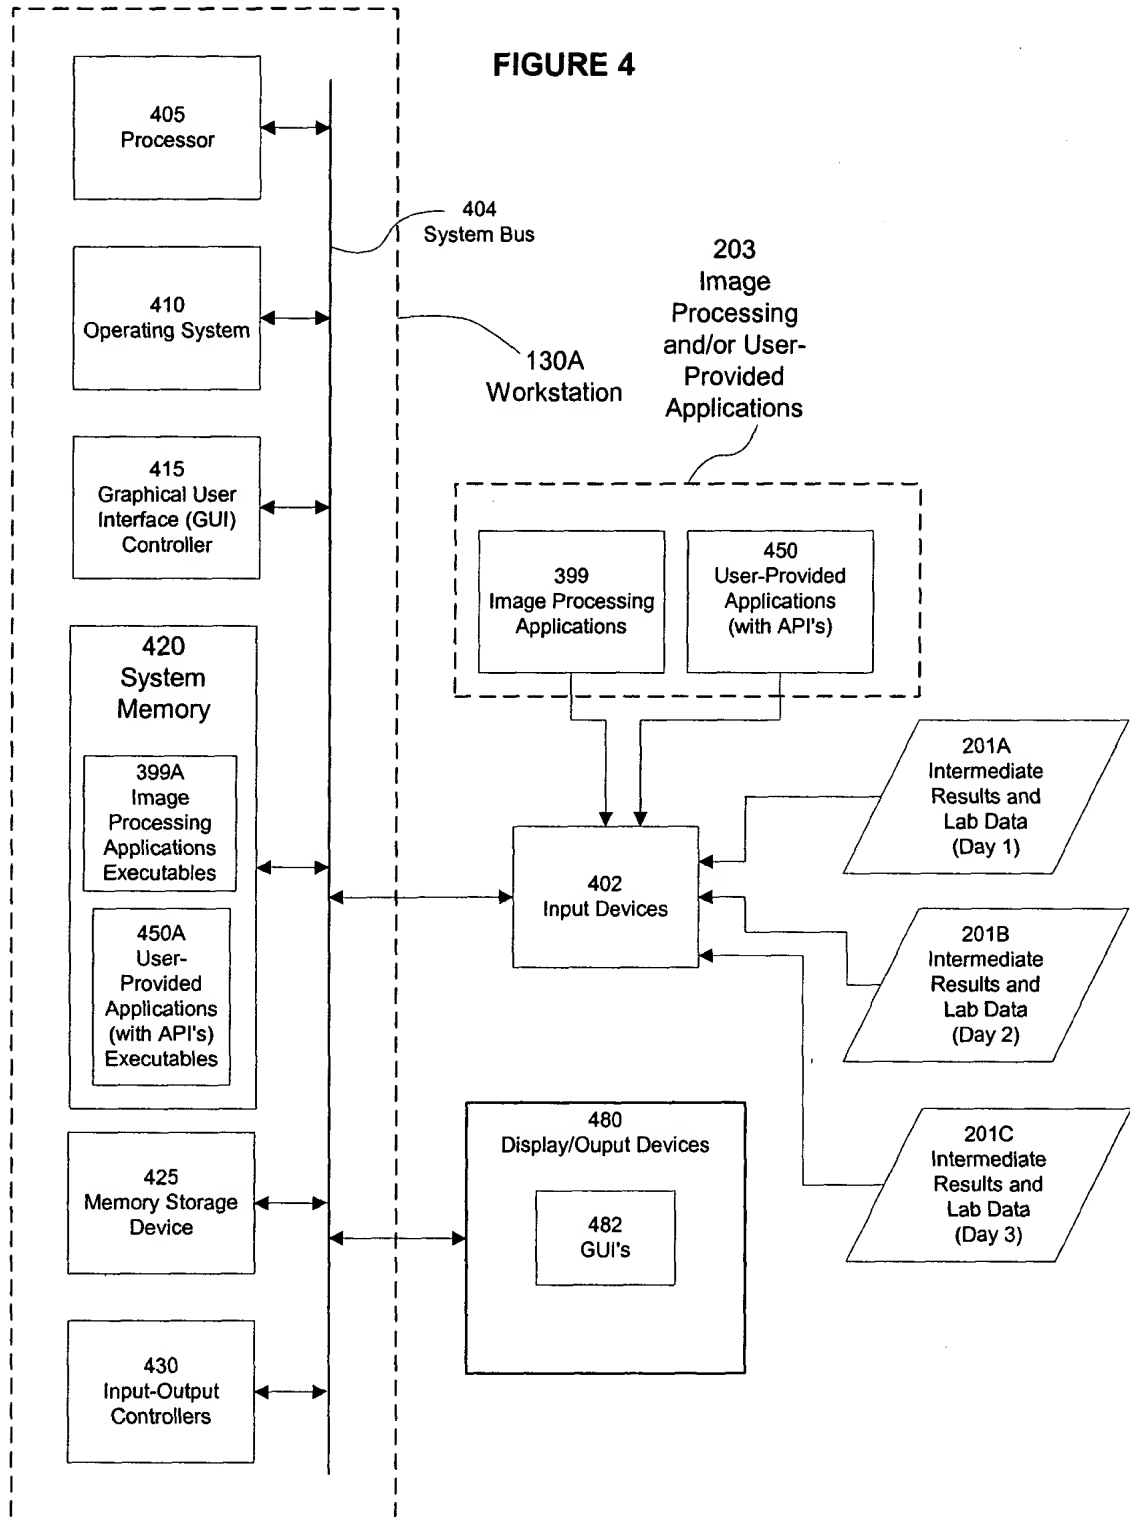 FIGURE 4
405
Processor
404
System Bus
410
Operating System
130A
Workstation
203
Image
Processing
and/or User-
Provided
Applications
415
Graphical User
Interface (GUI)
Controller
399
Image Processing
Applications
450
User-Provided
Applications
(with API's)
420
System
Memory
399A
Image
Processing
Applications
Executables
450A
User-
Provided
Applications
(with API's)
Executables
402
Input Devices
201A
Intermediate
Results and
Lab Data
(Day 1)
201B
Intermediate
Results and
Lab Data
(Day 2)
201C
Intermediate
Results and
Lab Data
(Day 3)
425
Memory Storage
Device
480
Display/Ouput Devices
482
GUI's
430
Input-Output
Controllers